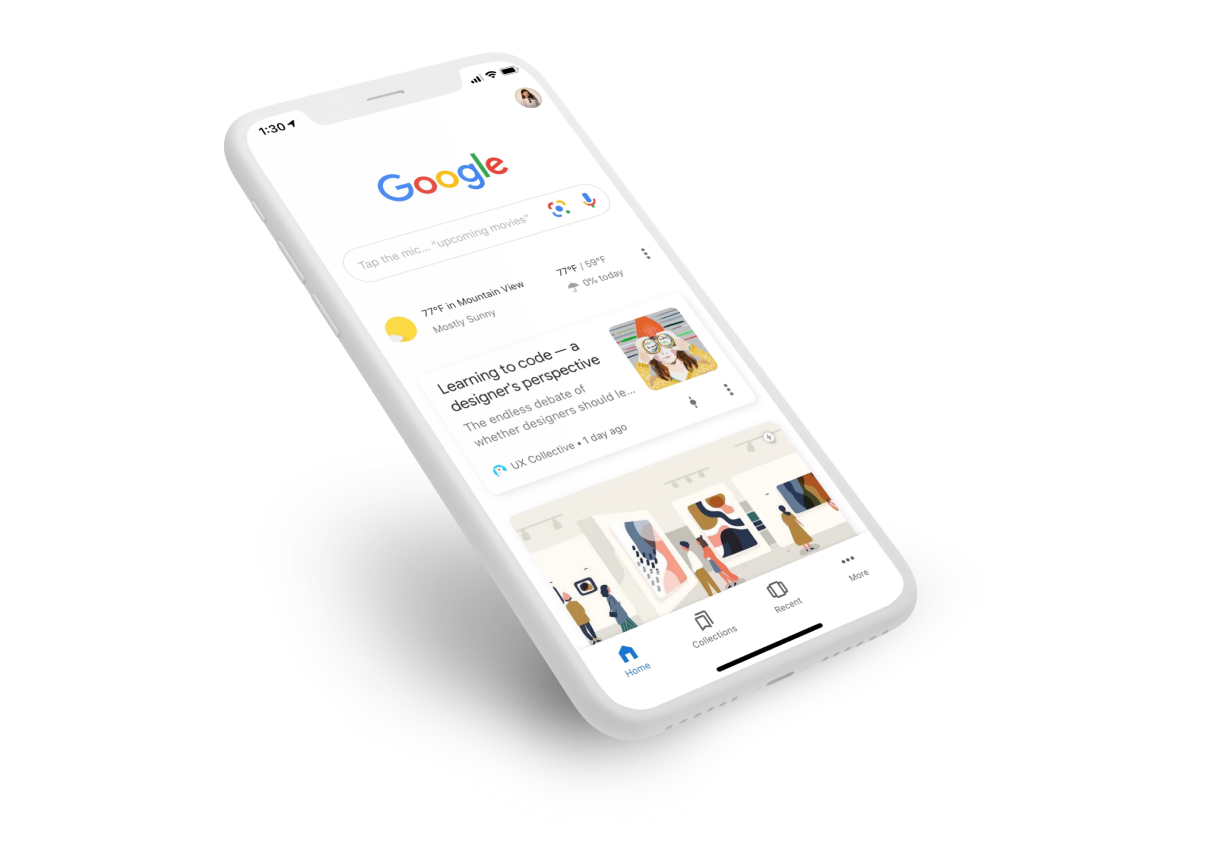 1:30
Google
Tap the mic... "upcoming movies"
77°F in Mountain View
Mostly Sunny
77°F / 59°F
0% today
Learning to code — a
designer's perspective
The endless debate of
whether designers should le...
UX Collective • 1 day ago
Home
Collections
Recent
More